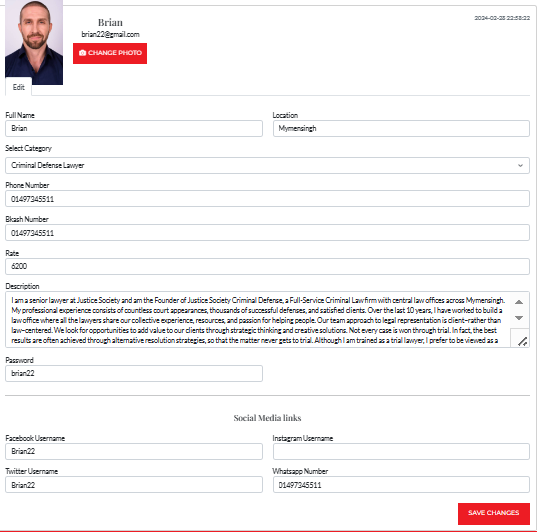 Brian
2024-02-28 22:58:22
brian22@gmail.com
CHANGE PHOTO
Edit
Full Name
Location
Brian
Mymensingh
Select Category
Criminal Defense Lawyer
Phone Number
01497345511
Bkash Number
01497345511
Rate
6200
Description
I am a senior lawyer at Justice Society and am the Founder of Justice Society Criminal Defense, a Full-Service Criminal Law firm with central law offices across Mymensingh.
My professional experience consists of countless court appearances, thousands of successful defenses, and satisfied clients. Over the last 10 years, I have worked to build a
law office where all the lawyers share our collective experience, resources, and passion for helping people. Our team approach to legal representation is client-rather than
law-centered. We look for opportunities to add value to our clients through strategic thinking and creative solutions. Not every case is won through trial. In fact, the best
results are often achieved through alternative resolution strategies, so that the matter never gets to trial. Although I am trained as a trial lawyer, I prefer to be viewed as a
Password
brian22
Social Media links
Facebook Username
Instagram Username
Brian22
Twitter Username
Whatsapp Number
Brian22
01497345511
SAVE CHANGES